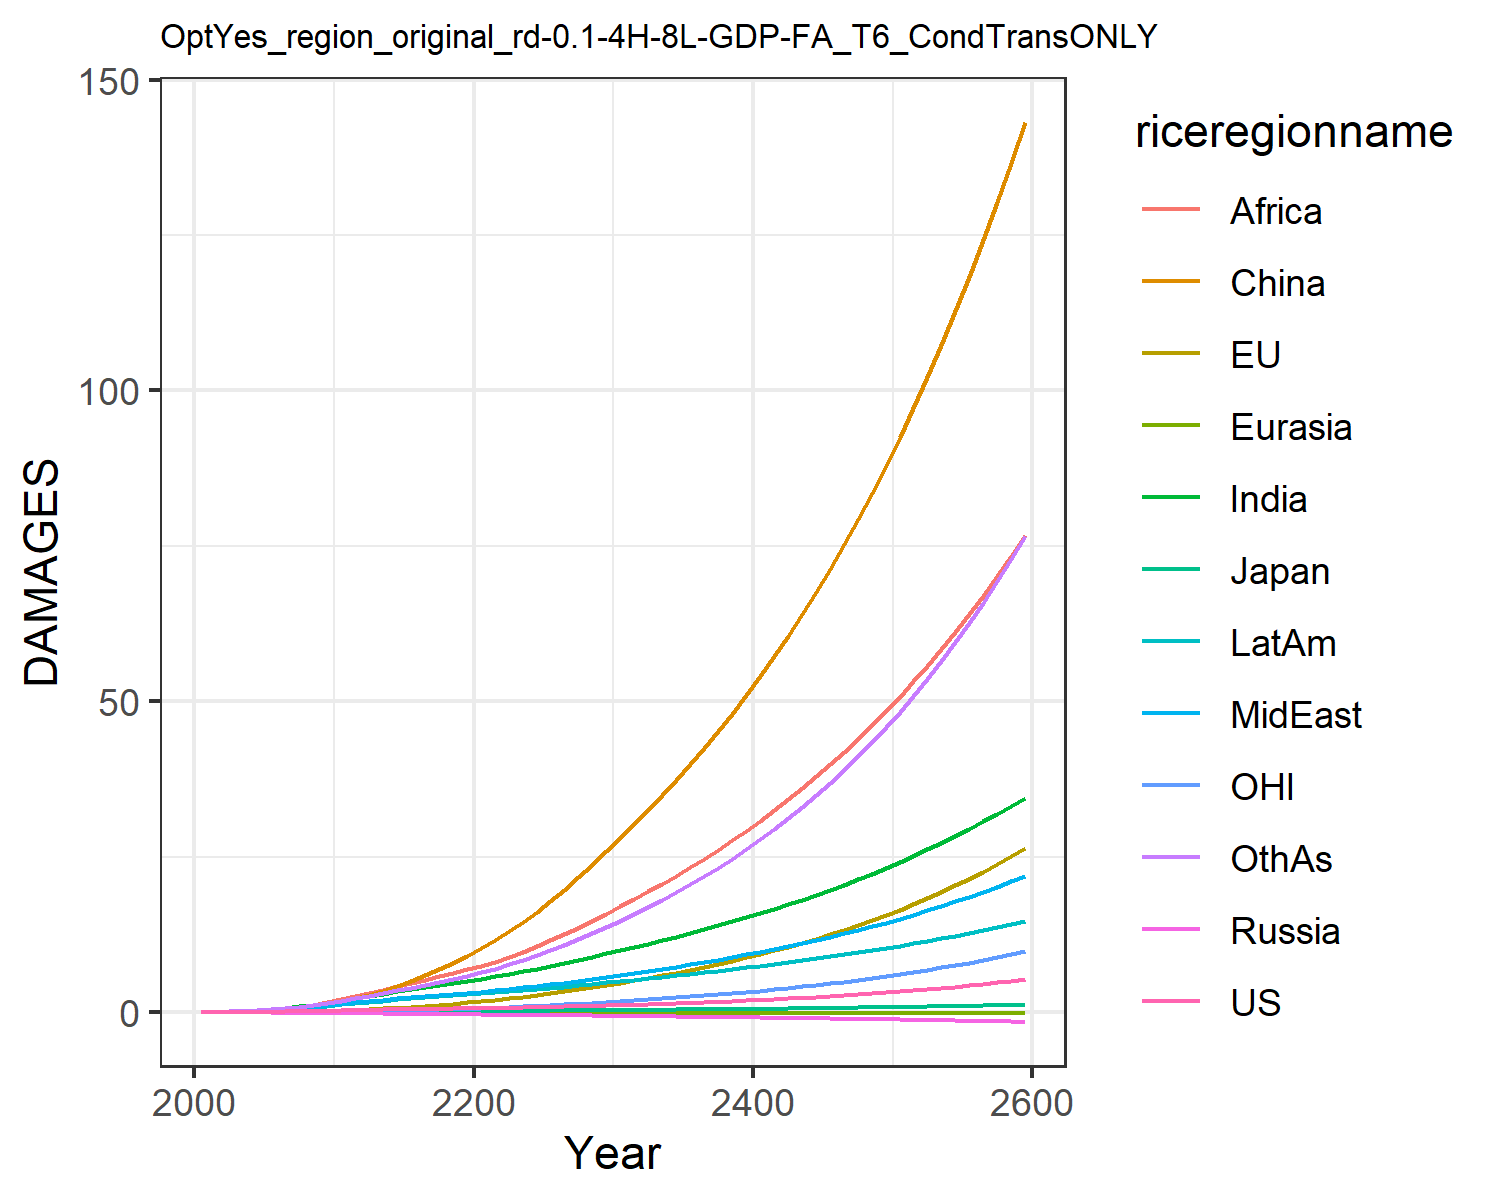 OptYes_region_original_rd-0.1-4H-8L-GDP-FA_T6_CondTransONLY
150
100
50
0
DAMAGES
2000 2200 2400 2600
Year
riceregionname
Africa
China
EU
Eurasia
India
Japan
LatAm
MidEast
OHI
OthAs
Russia
US